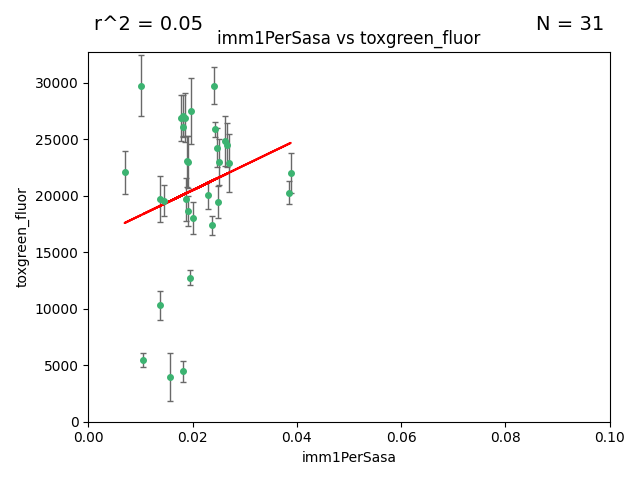 r^2 = 0.05
N = 31
imm1PerSasa vs toxgreen_fluor
30000
25000
20000
15000
10000
5000
0
toxgreen_fluor
0.00
0.02
0.04
0.06
0.08
0.10
imm1PerSasa